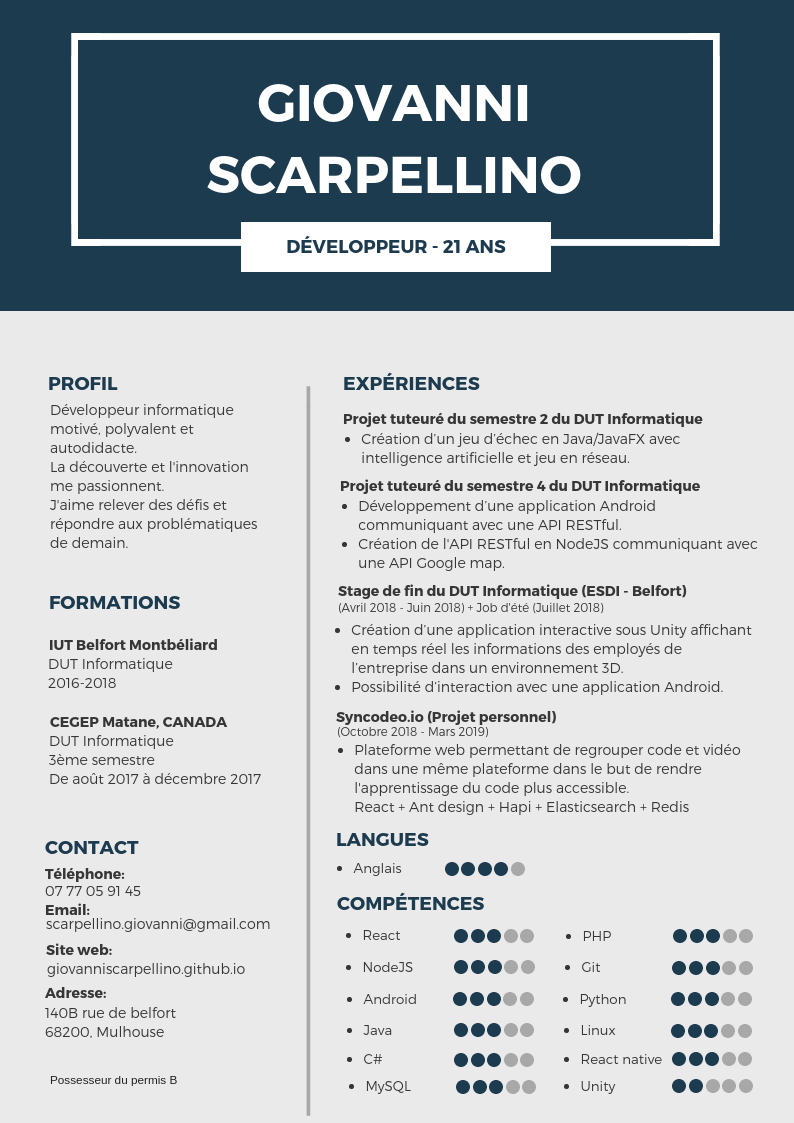 GIOVANNI
SCARPELLINO
DÉVELOPPEUR - 21 ANS
PROFIL
Développeur informatique
motivé, polyvalent et
autodidacte.
La découverte et l'innovation
me passionnent.
J'aime relever des défis et
répondre aux problématiques
de demain.
FORMATIONS
IUT Belfort Montbéliard
DUT Informatique
2016-2018
CEGEP Matane, CANADA
DUT Informatique
3ème semestre
De août 2017 à décembre 2017
CONTACT
Téléphone:
07 77 05 91 45
Email:
scarpellino.giovanni@gmail.com
Site web:
giovanniscarpellino.github.io
Adresse:
140B rue de belfort
68200, Mulhouse
Possesseur du permis B
EXPÉRIENCES
Projet tuteuré du semestre 2 du DUT Informatique
• Création d'un jeu d'échec en Java/JavaFX avec
intelligence artificielle et jeu en réseau.
Projet tuteuré du semestre 4 du DUT Informatique
• Développement d'une application Android
communiquant avec une API RESTful.
• Création de l'API RESTful en NodeJS communiquant avec
une API Google map.
Stage de fin du DUT Informatique (ESDI - Belfort)
(Avril 2018 - Juin 2018) + Job d'été (Juillet 2018)
• Création d'une application interactive sous Unity affichant
en temps réel les informations des employés de
l'entreprise dans un environnement 3D.
• Possibilité d'interaction avec une application Android.
Syncodeo.io (Projet personnel)
(Octobre 2018 - Mars 2019)
• Plateforme web permettant de regrouper code et vidéo
dans une même plateforme dans le but de rendre
l'apprentissage du code plus accessible.
React + Ant design + Hapi + Elasticsearch + Redis
LANGUES
• Anglais
COMPÉTENCES
• React
• NodeJS
• Android
• Java
• C#
• MySQL
• PHP
• Git
• Python
• Linux
• React native
• Unity